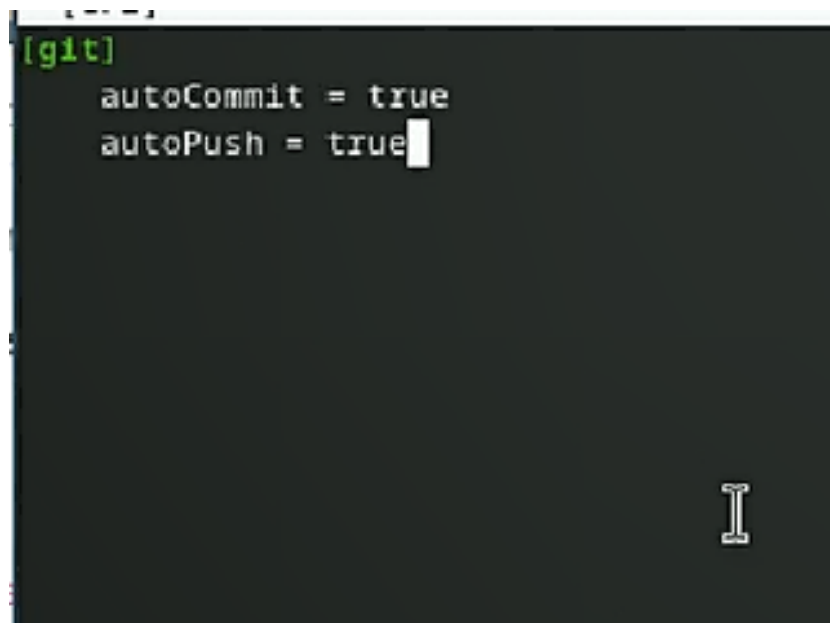 [git]
autoCommit = true
autoPush = true